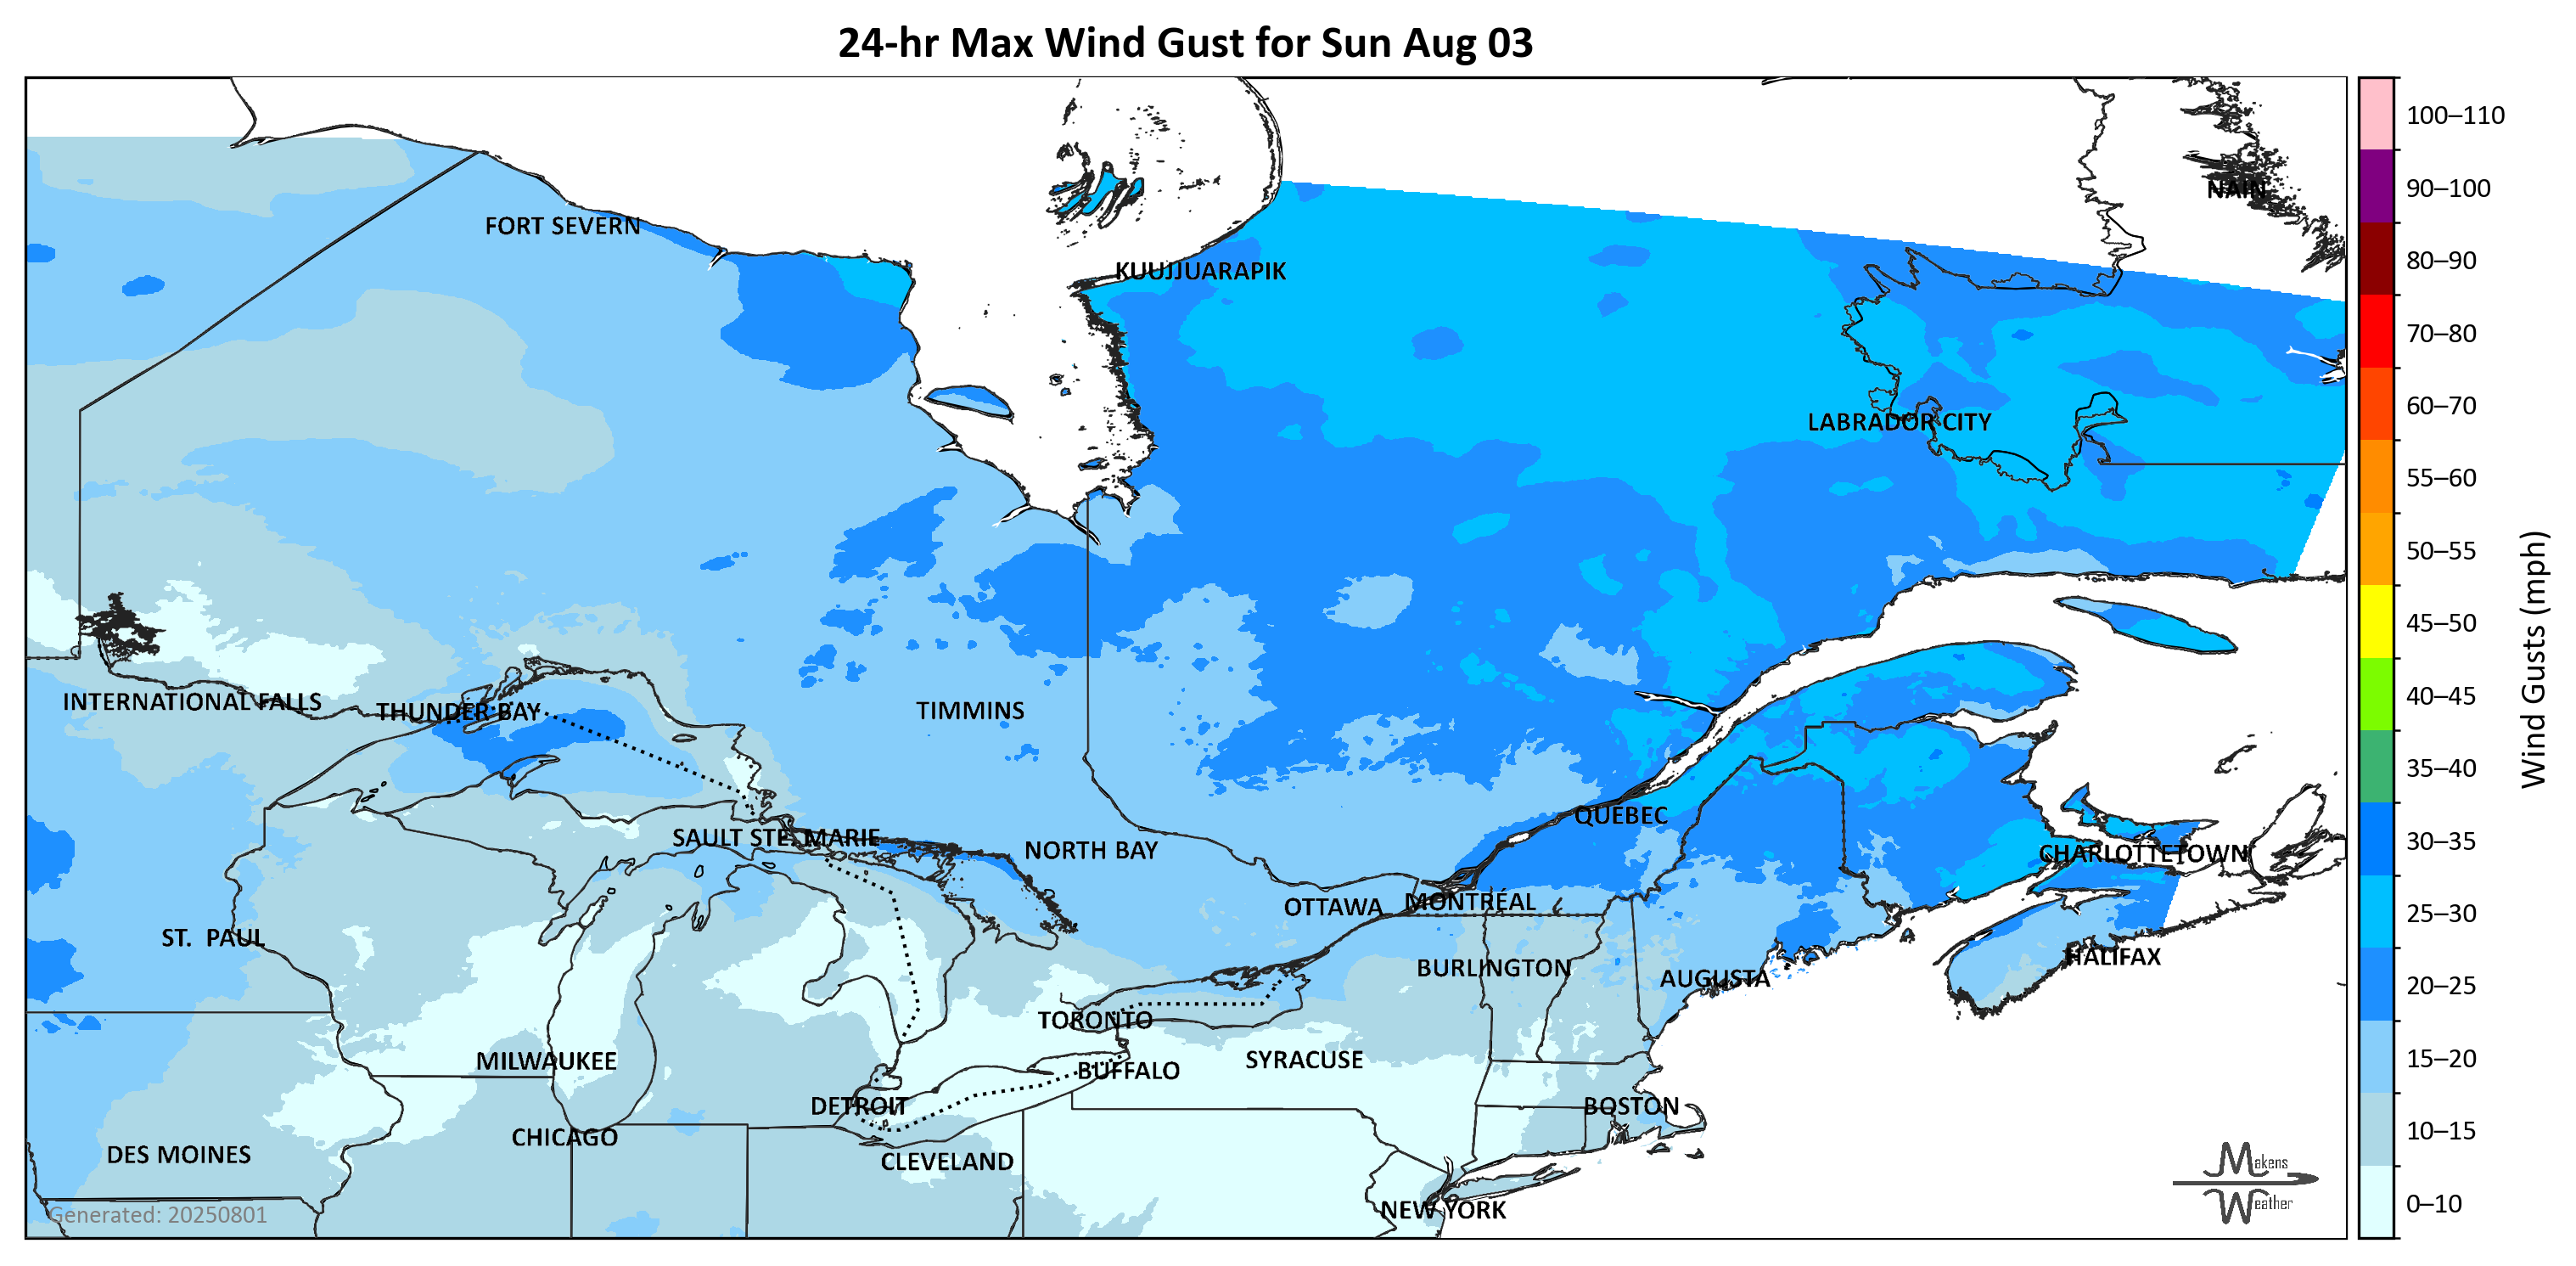 24-hr Max Wind Gust for Sun Aug 03
100–110
90–100
NAIN
FORT SEVERN
80–90
KUUJJUARAPIK
70–80
60–70
LABRADOR CITY
55–60
50–55
45–50
40–45
INTERNATIONAL FALLS
THUNDER BAY
TIMMINS
Wind Gusts (mph)
35–40
QUÉBEC
30–35
SAULT STE. MARIE
NORTH BAY
CHARLOTTETOWN
25–30
OTTAWA
MONTRÉAL
ST. PAUL
BURLINGTON
AUGUSTA
HALIFAX
20–25
TORONTO
15–20
MILWAUKEE
BUFFALO
SYRACUSE
DETROIT
BOSTON
10–15
CHICAGO
DES MOINES
CLEVELAND
Makens
Weather
0–10
NEW YORK
Generated: 20250801